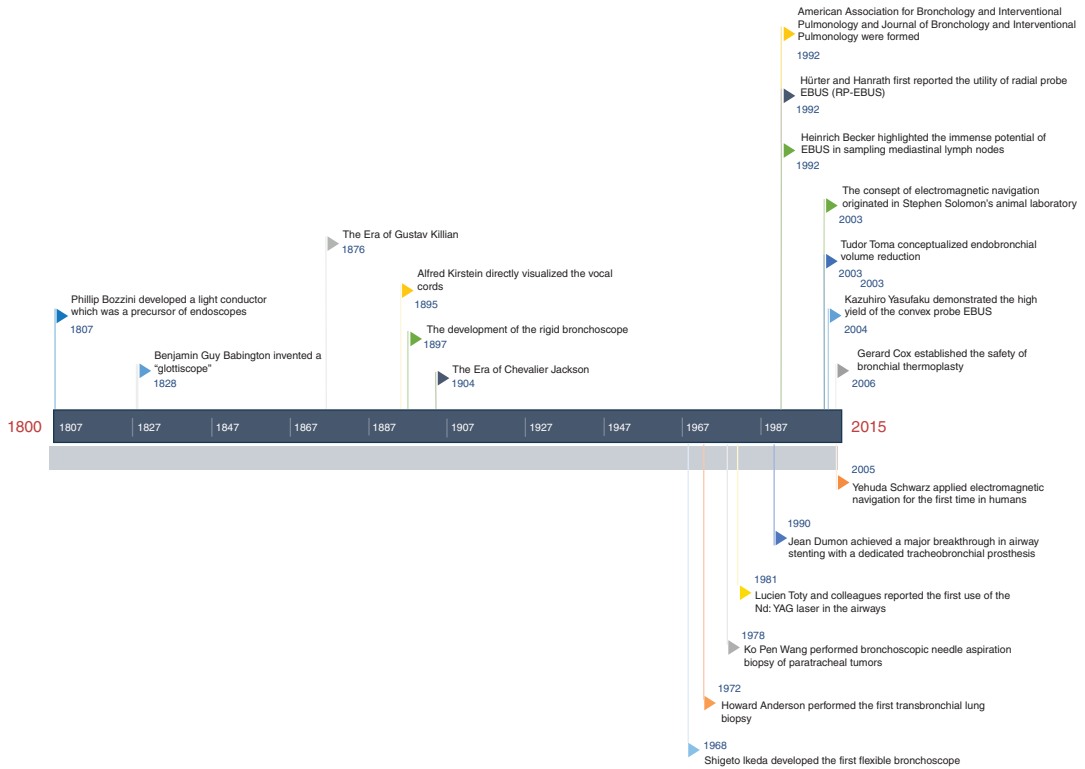 American Association for Bronchology and Interventional
Pulmonology and Journal of Bronchology and Interventional
Pulmonology were formed
1992
Hürter and Hanrath first reported the utility of radial probe
EBUS (RP-EBUS)
1992
Heinrich Becker highlighted the immense potential of
EBUS in sampling mediastinal lymph nodes
1992
The consept of electromagnetic navigation
originated in Stephen Solomon's animal laboratory
2003
Tudor Toma conceptualized endobronchial
volume reduction
2003
2003
Kazuhiro Yasufaku demonstrated the high
yield of the convex probe EBUS
2004
Gerard Cox established the safety of
bronchial thermoplasty
2006
The Era of Gustav Killian
1876
Alfred Kirstein directly visualized the vocal
cords
1895
The development of the rigid bronchoscope
1897
The Era of Chevalier Jackson
1904
Phillip Bozzini developed a light conductor
which was a precursor of endoscopes
1807
Benjamin Guy Babington invented a
“glottiscope”
1828
1800 1807 1827 1847 1867 1887 1907 1927 1947 1967 1987 2015
2005
Yehuda Schwarz applied electromagnetic
navigation for the first time in humans
1990
Jean Dumon achieved a major breakthrough in airway
stenting with a dedicated tracheobronchial prosthesis
1981
Lucien Toty and colleagues reported the first use of the
Nd: YAG laser in the airways
1978
Ko Pen Wang performed bronchoscopic needle aspiration
biopsy of paratracheal tumors
1972
Howard Anderson performed the first transbronchial lung
biopsy
1968
Shigeto Ikeda developed the first flexible bronchoscope